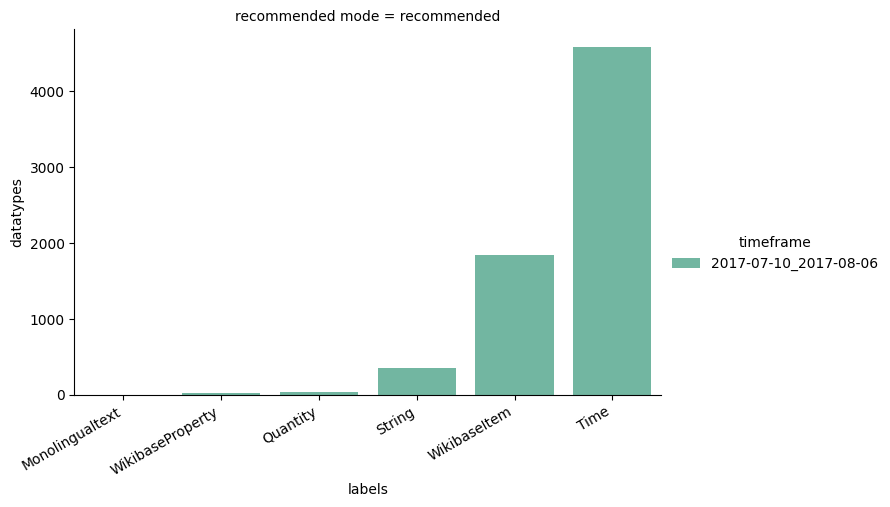 recommended mode = recommended
datatypes
4000
3000
2000
1000
0
Monolingualtext
WikibaseProperty
Quantity
String
WikibaseItem
Time
labels
timeframe
2017-07-10_2017-08-06